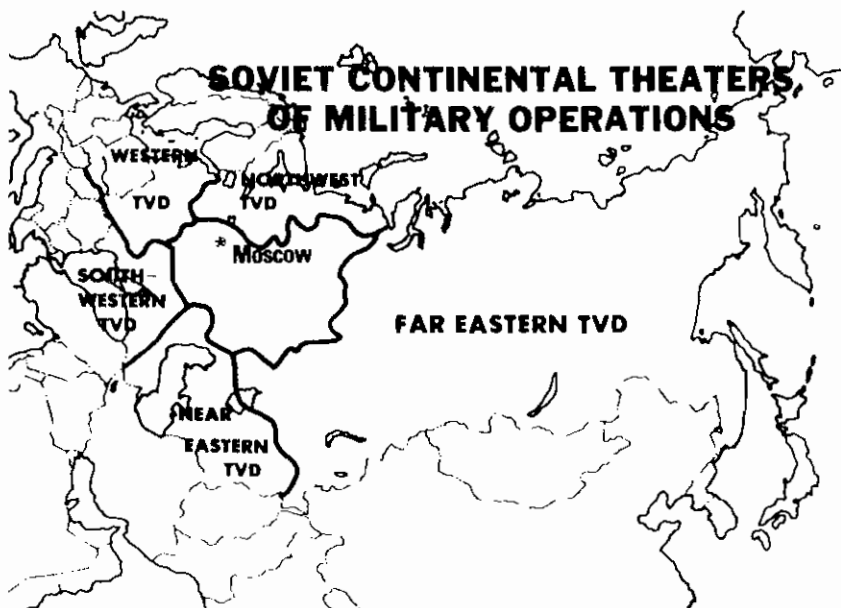 SOVIET CONTINENTAL THEATERS
OF MILITARY OPERATIONS
WESTERN
TVD
NORTHWEST
TVD
* Moscow
SOUTH-
WESTERN
TVD
FAR EASTERN TVD
NEAR
EASTERN
TVD